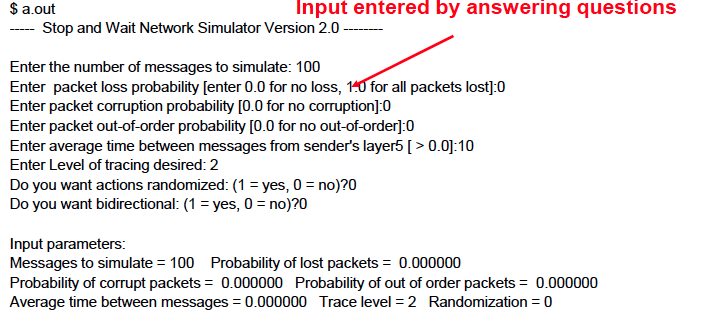 $ a.out
Input entered by answering questions
----- Stop and Wait Network Simulator Version 2.0 --------
Enter the number of messages to simulate: 100
Enter  packet loss probability [enter 0.0 for no loss, 1.0 for all packets lost]:0
Enter packet corruption probability [0.0 for no corruption]:0
Enter packet out-of-order probability [0.0 for no out-of-order]:0
Enter average time between messages from sender's layer5 [ > 0.0]:10
Enter Level of tracing desired: 2
Do you want actions randomized: (1 = yes, 0 = no)?0
Do you want bidirectional: (1 = yes, 0 = no)?0
Input parameters:
Messages to simulate = 100    Probability of lost packets =  0.000000
Probability of corrupt packets =  0.000000   Probability of out of order packets =  0.000000
Average time between messages = 0.000000   Trace level = 2   Randomization = 0